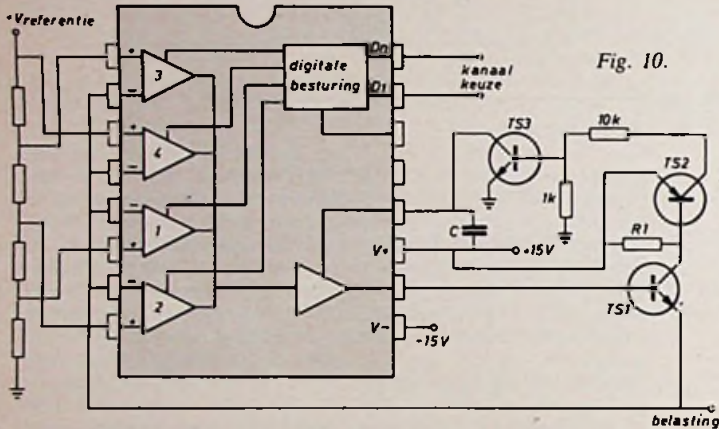 +Vreferentie
Fig. 10.
digitale
besturing
D0
D1
kanaal
keuze
+
3
-
+
4
-
-
1
+
-
2
+
TS3
10k
1k
TS2
R1
C
V+
+15V
TS1
V-
-15V
belasting